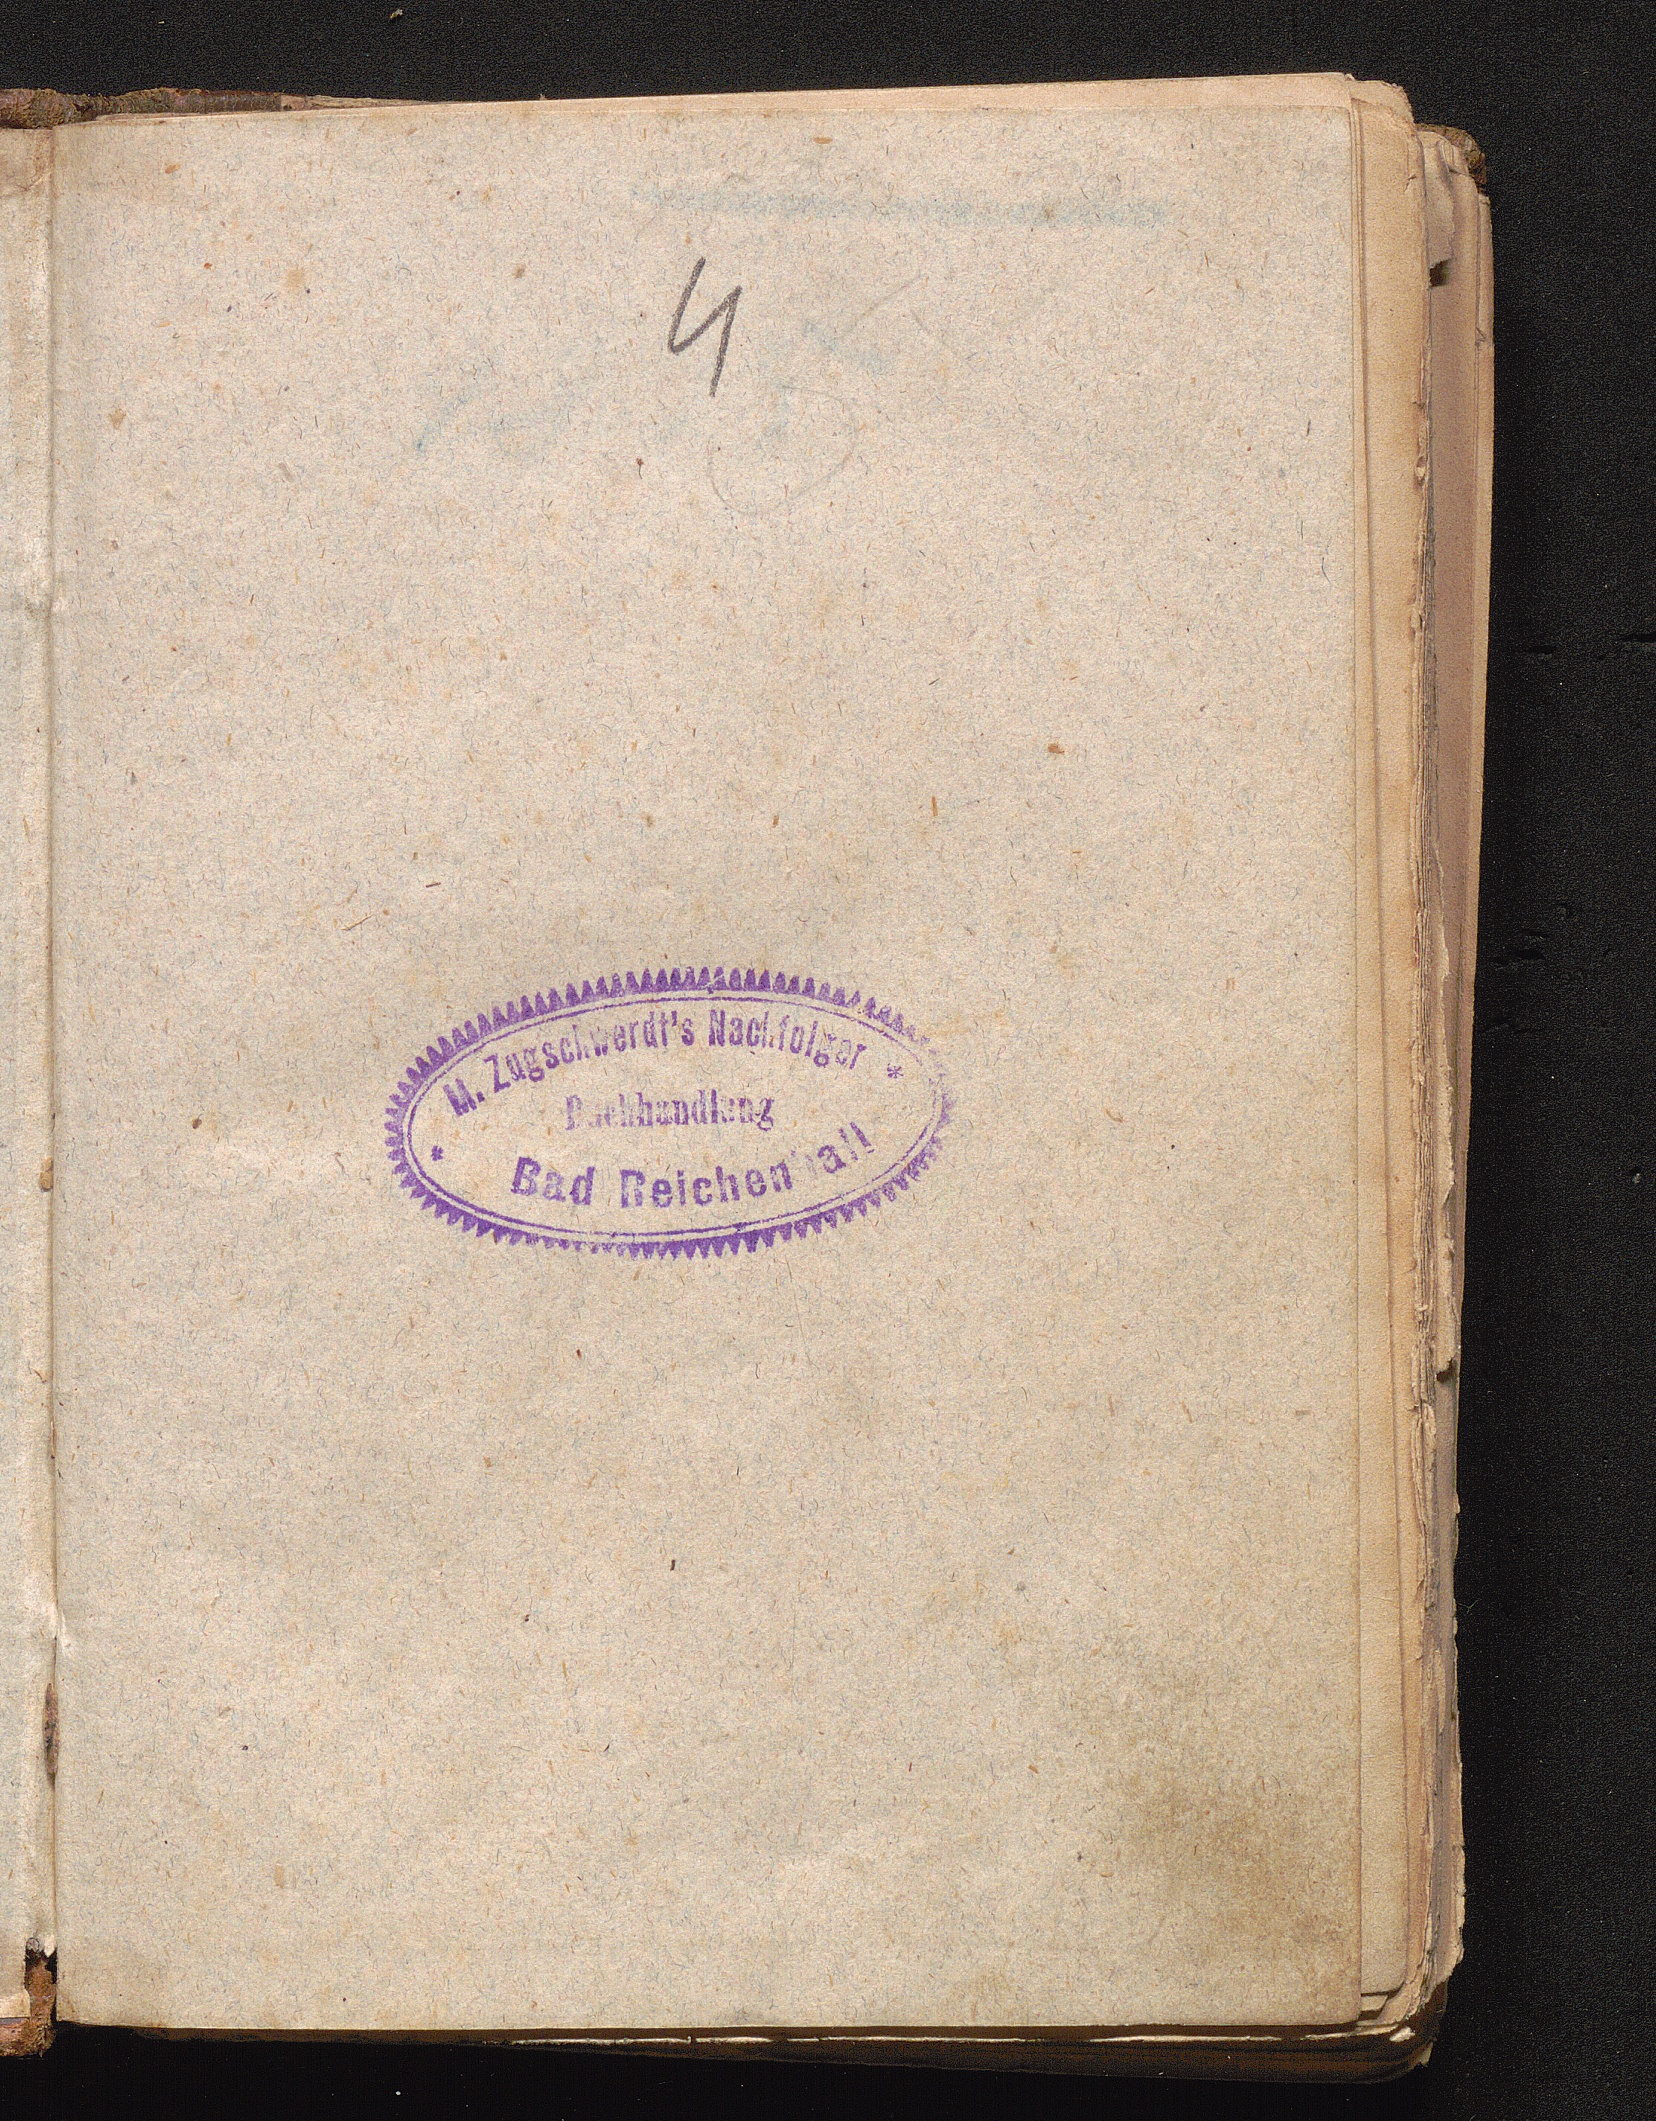 4
M. Zugschwerdt's Nachfolger
Buchhandlung
Bad Reichenhall